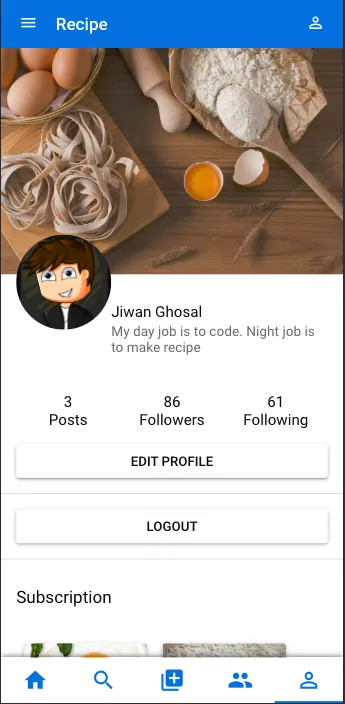 Recipe
Jiwan Ghosal
My day job is to code. Night job is
to make recipe
3 86 61
Posts Followers Following
EDIT PROFILE
LOGOUT
Subscription